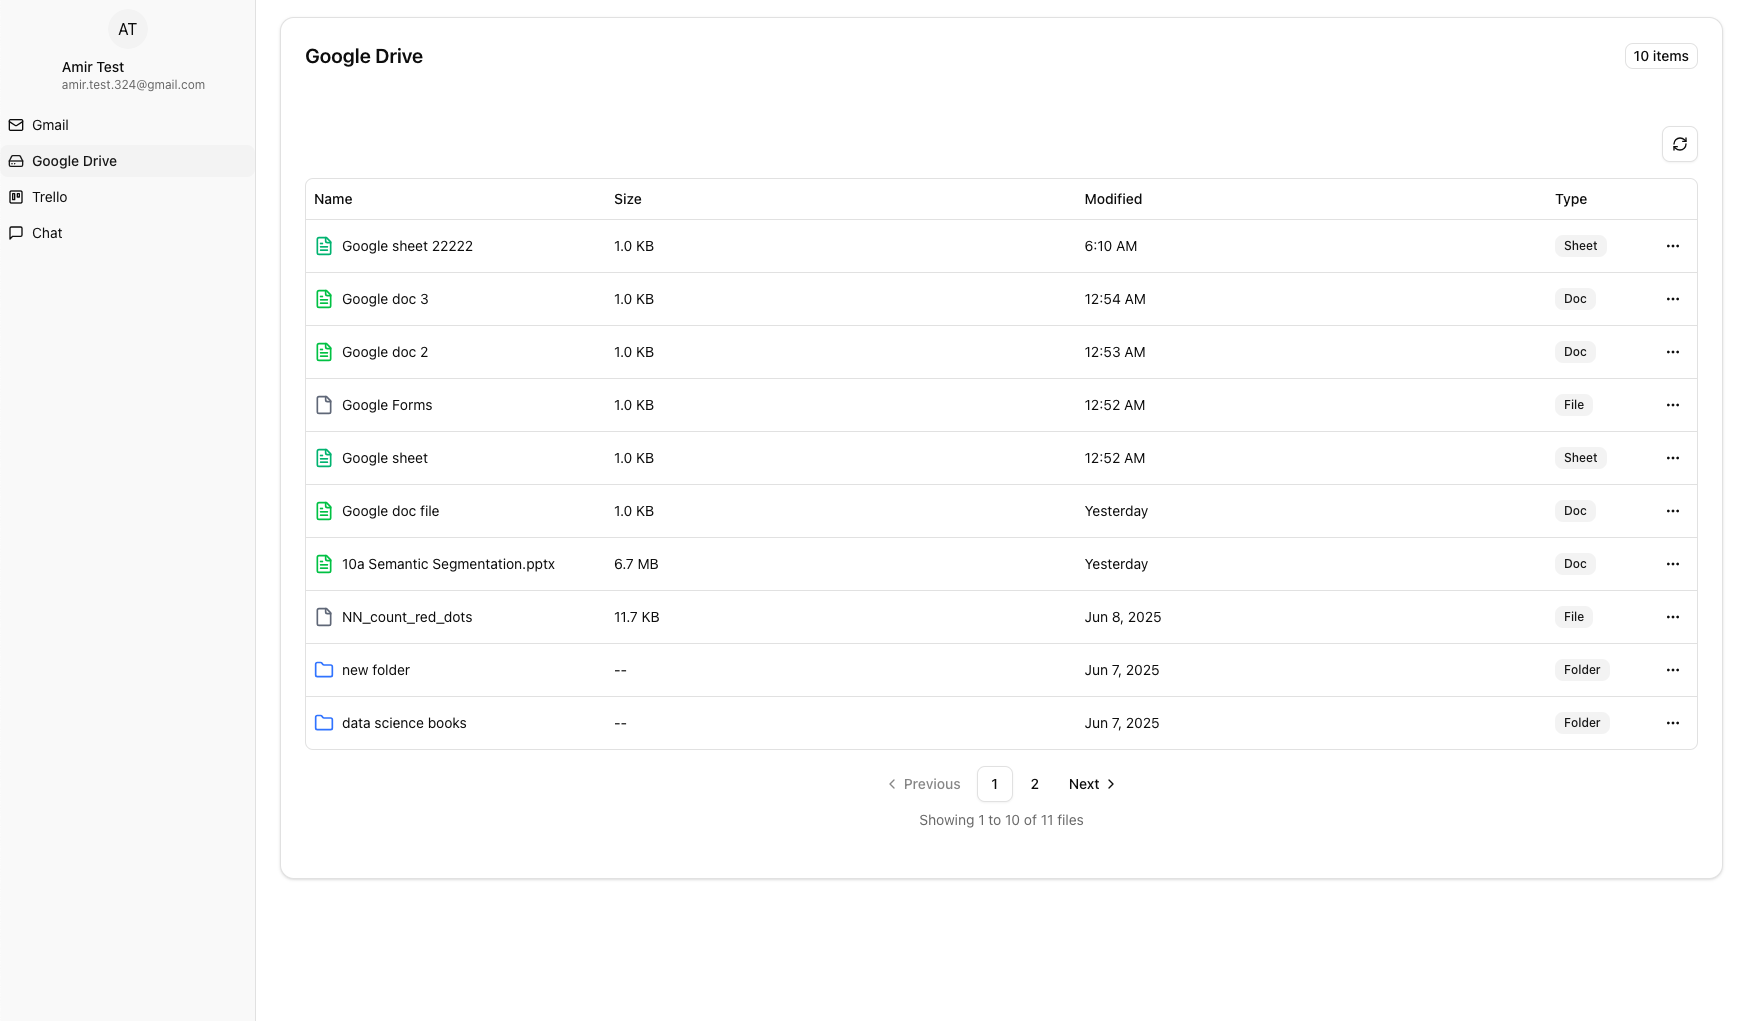 AT
Amir Test
amir.test.324@gmail.com
Gmail
Google Drive
Trello
Chat
Google Drive
10 items
Name Size Modified Type
Google sheet 22222 1.0 KB 6:10 AM Sheet
Google doc 3 1.0 KB 12:54 AM Doc
Google doc 2 1.0 KB 12:53 AM Doc
Google Forms 1.0 KB 12:52 AM File
Google sheet 1.0 KB 12:52 AM Sheet
Google doc file 1.0 KB Yesterday Doc
10a Semantic Segmentation.pptx 6.7 MB Yesterday Doc
NN_count_red_dots 11.7 KB Jun 8, 2025 File
new folder -- Jun 7, 2025 Folder
data science books -- Jun 7, 2025 Folder
Previous 1 2 Next
Showing 1 to 10 of 11 files